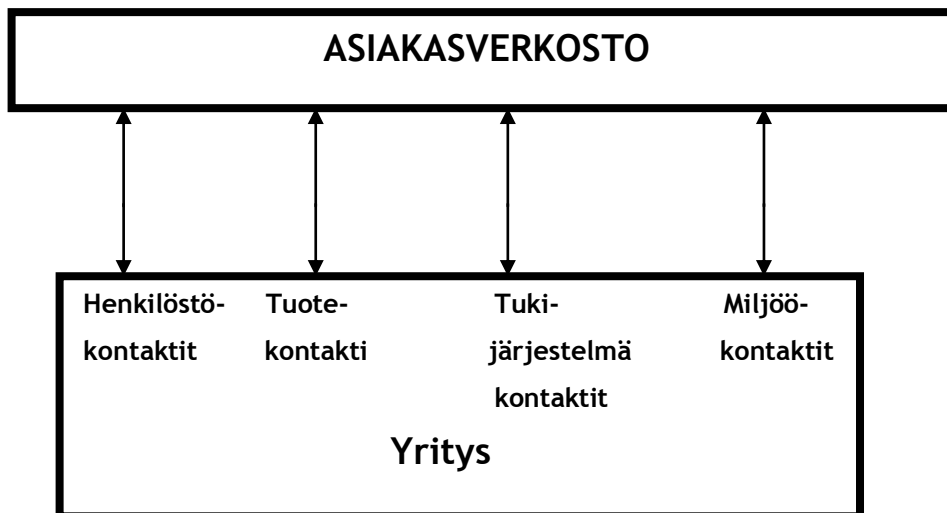 ASIAKASVERKOSTO
Henkilöstö-
kontaktit
Tuote-
kontakti
Tuki-
järjestelmä
kontaktit
Miljöö-
kontaktit
Yritys